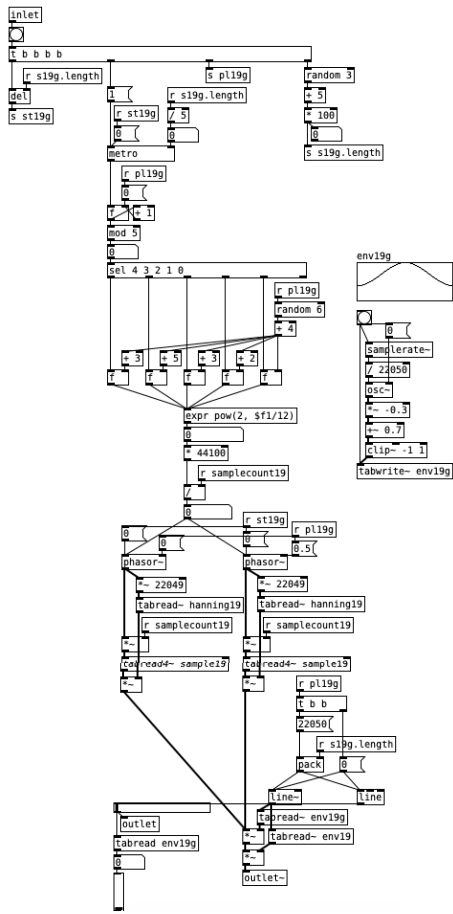 inlet
t b b b b
r s19g.length
s pl19g
random 3
del
1
r s19g.length
+ 5
s st19g
r st19g
/ 5
* 100
0
0
0
metro
s s19g.length
r pl19g
0
f
+ 1
mod 5
0
env19g
sel 4 3 2 1 0
r pl19g
random 6
+ 4
0
samplerate~
+ 3
+ 5
+ 3
+ 2
/ 22050
f
f
f
f
f
osc~
*~ -0.3
expr pow(2, $f1/12)
+~ 0.7
0
clip~ -1 1
* 44100
tabwrite~ env19g
r samplecount19
/
0
r st19g
0
r pl19g
0
0
0.5
phasor~
phasor~
*~ 22049
*~ 22049
tabread~ hanning19
tabread~ hanning19
r samplecount19
r samplecount19
*~
*~
tabread4~ sample19
tabread4~ sample19
*~
*~
r pl19g
t b b
22050
r s19g.length
pack
0
line~
line
outlet
tabread~ env19g
tabread env19g
*~
tabread~ env19
0
*~
outlet~